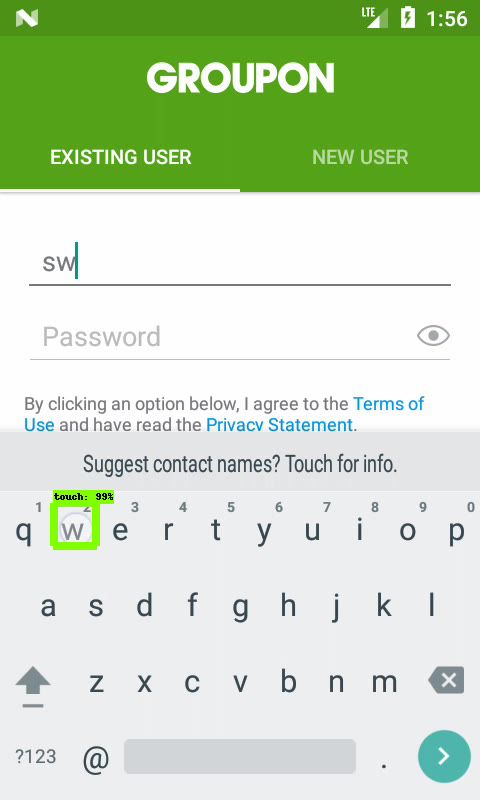 LTE 1:56
GROUPON
EXISTING USER NEW USER
sw
Password
By clicking an option below, I agree to the Terms of
Use and have read the Privacy Statement.
Suggest contact names? Touch for info.
touch: 99%
1 2 3 4 5 6 7 8 9 0
q w e r t y u i o p
a s d f g h j k l
z x c v b n m
?123 @ .